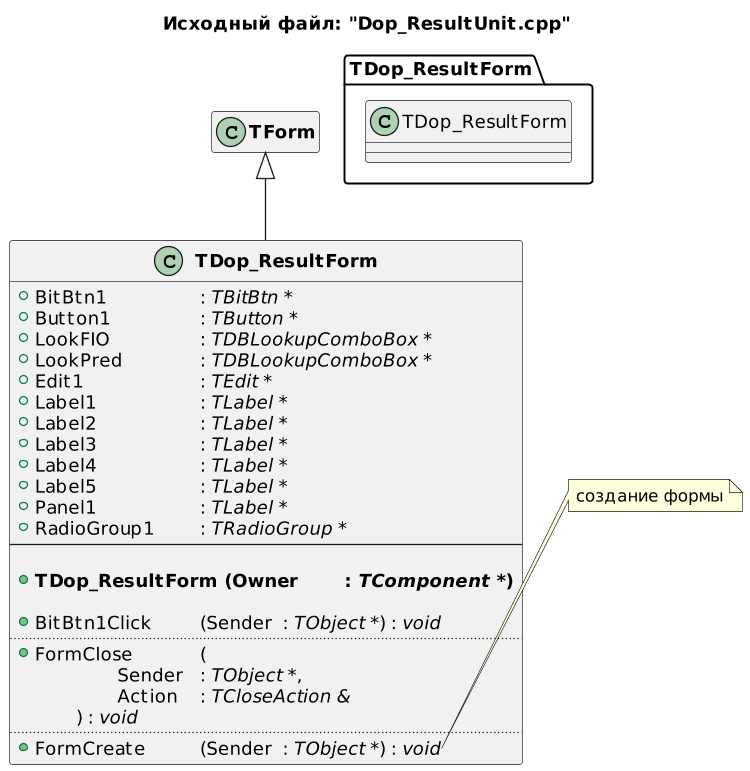 Исходный файл: "Dop_ResultUnit.cpp"
TDop_ResultForm
C TForm
C TDop_ResultForm
C TDop_ResultForm
BitBtn1 : TBitBtn *
Button1 : TButton *
LookFIO : TDBLookupComboBox *
LookPred : TDBLookupComboBox *
Edit1 : TEdit *
Label1 : TLabel *
Label2 : TLabel *
Label3 : TLabel *
Label4 : TLabel *
Label5 : TLabel *
Panel1 : TLabel *
RadioGroup1 : TRadioGroup *
TDop_ResultForm (Owner : TComponent *)
BitBtn1Click (Sender : TObject *) : void
FormClose (
Sender : TObject *,
Action : TCloseAction &
) : void
FormCreate (Sender : TObject *) : void
создание формы